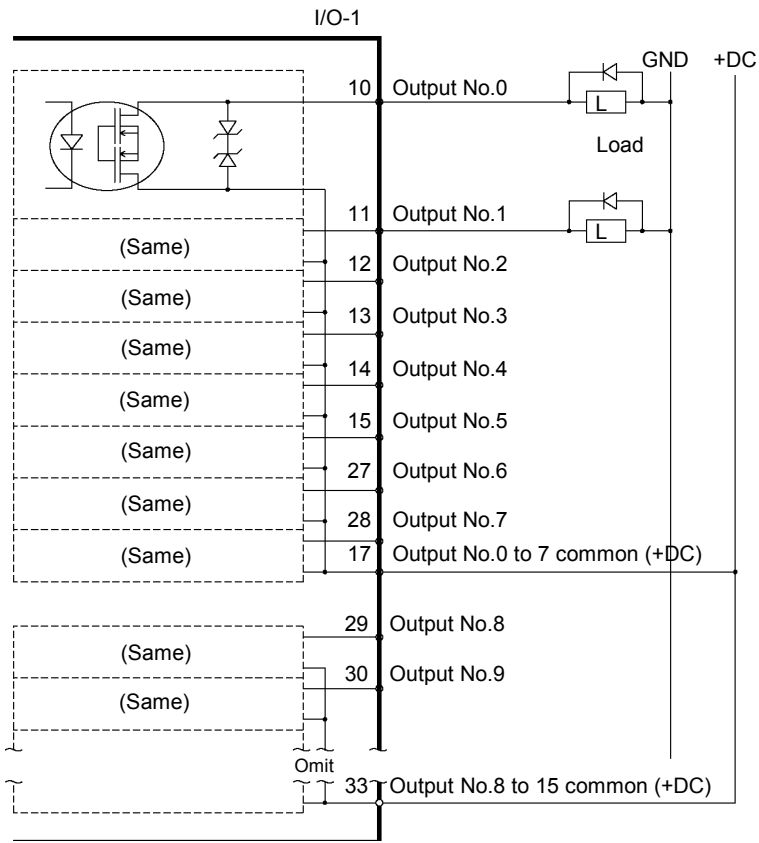 I/O-1
GND +DC
10 Output No.0
L
Load
11 Output No.1
L
(Same)
12 Output No.2
(Same)
13 Output No.3
(Same)
14 Output No.4
(Same)
15 Output No.5
(Same)
27 Output No.6
(Same)
28 Output No.7
(Same)
17 Output No.0 to 7 common (+DC)
29 Output No.8
(Same)
30 Output No.9
(Same)
Omit
33 Output No.8 to 15 common (+DC)